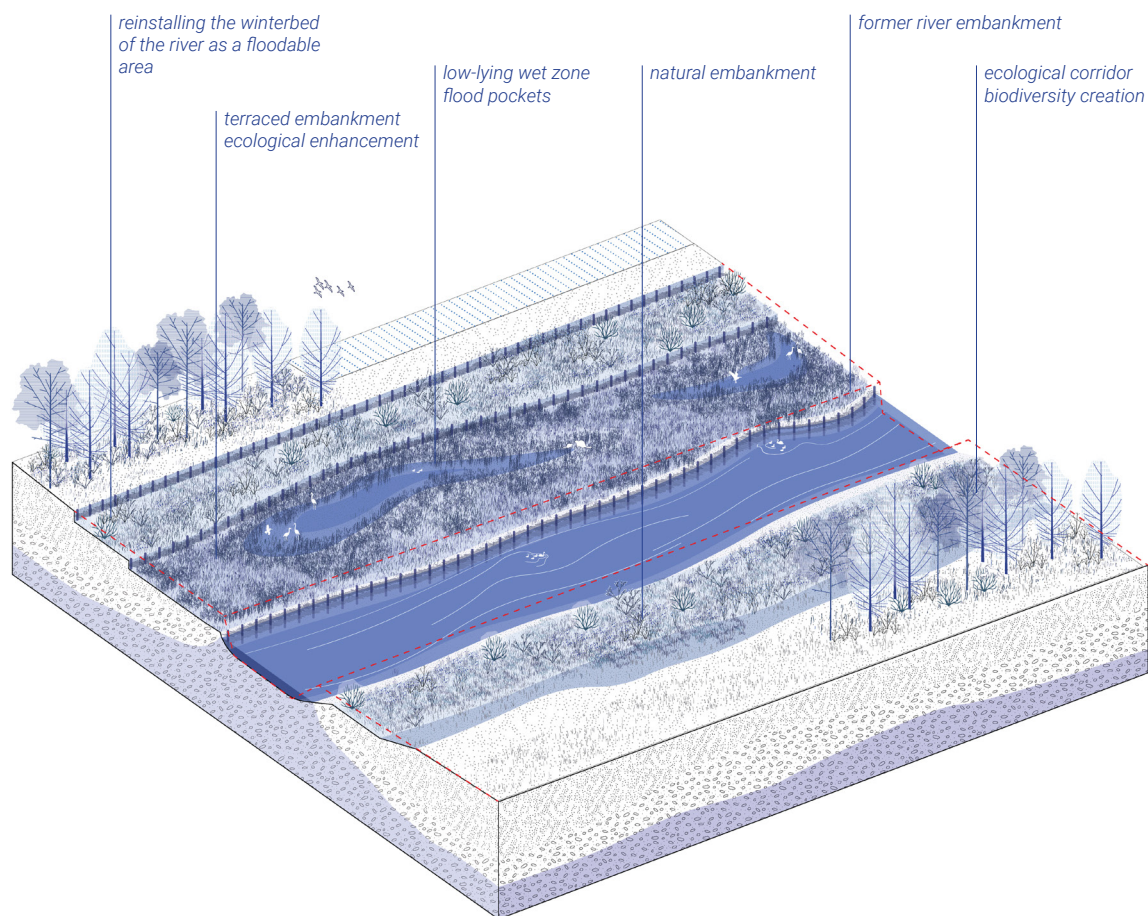 reinstalling the winterbed
of the river as a floodable
area
former river embankment
low-lying wet zone
flood pockets
natural embankment
ecological corridor
biodiversity creation
terraced embankment
ecological enhancement